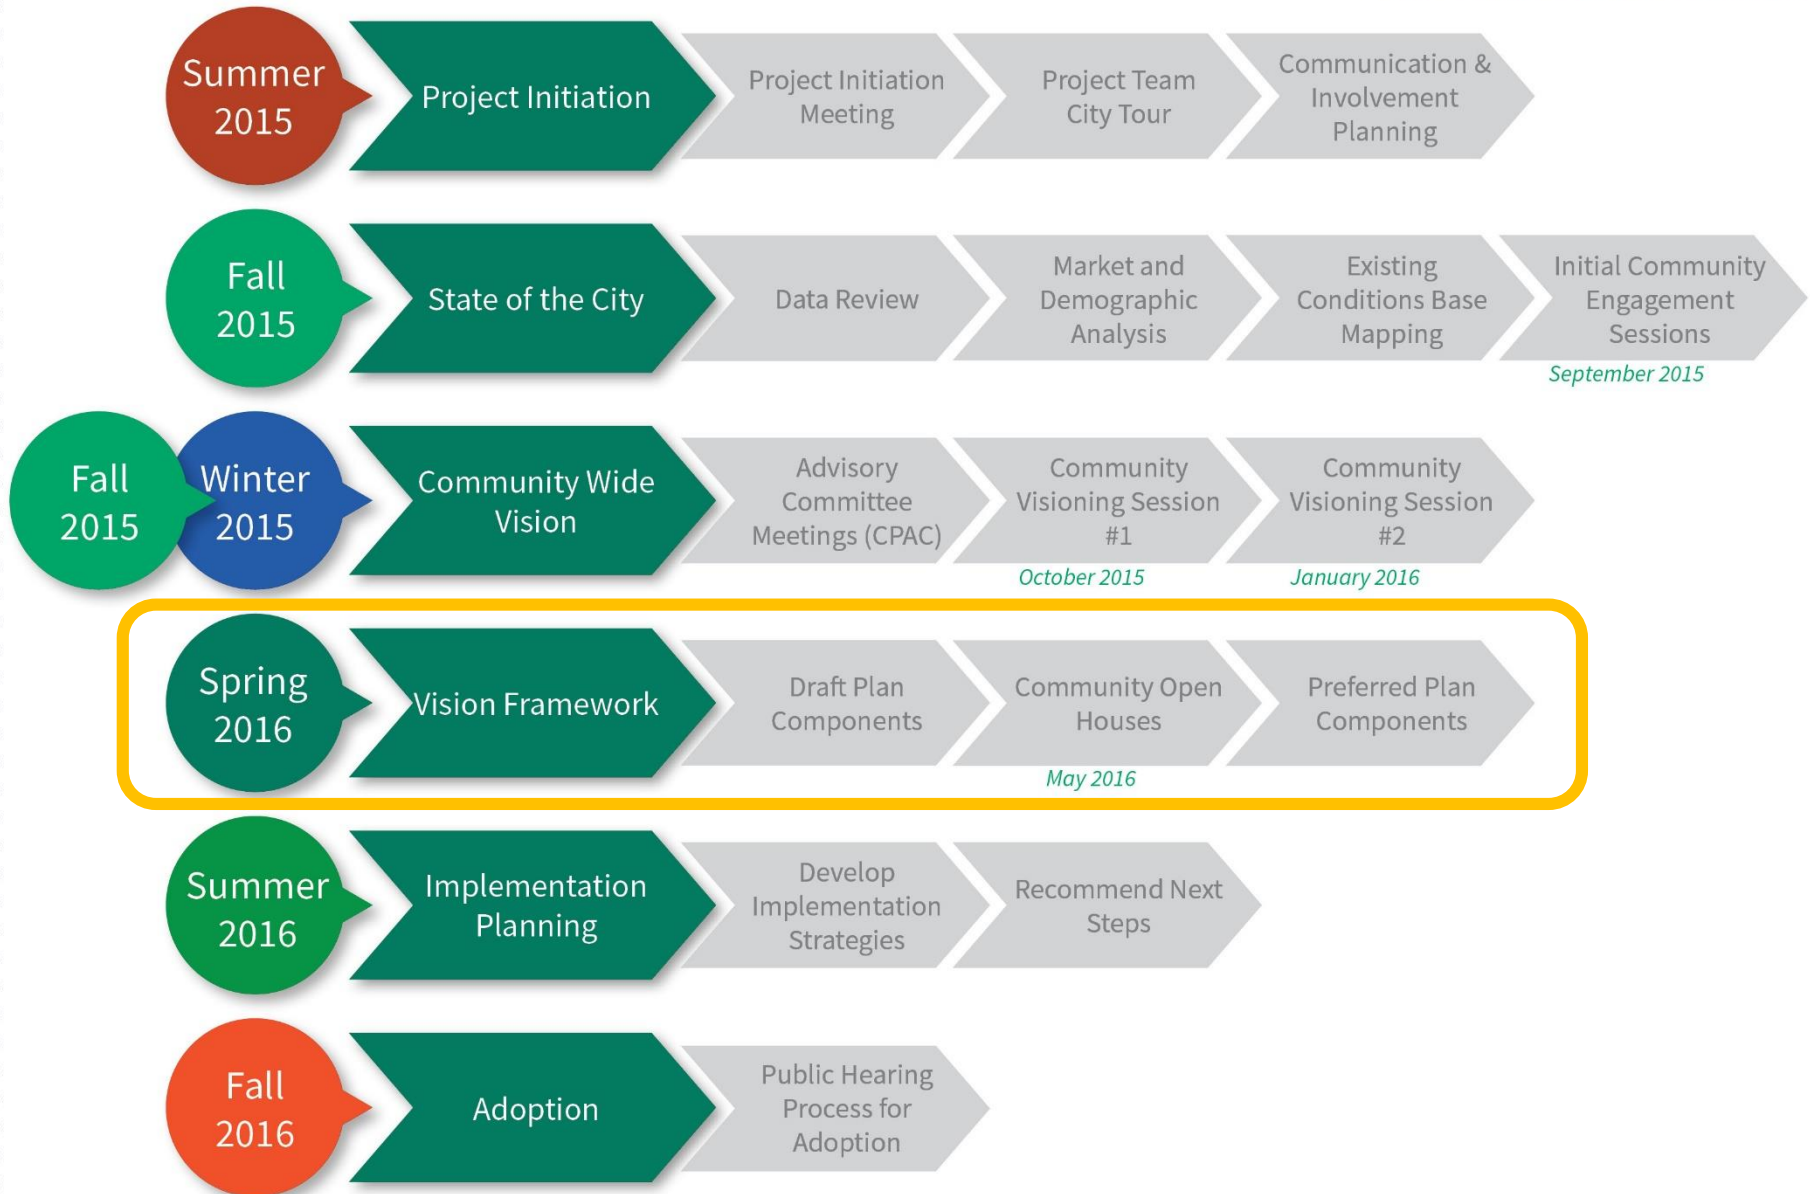 Summer
2015
Project Initiation
Project Initiation
Meeting
Project Team
City Tour
Communication &
Involvement
Planning
Fall
2015
State of the City
Data Review
Market and
Demographic
Analysis
Existing
Conditions Base
Mapping
Initial Community
Engagement
Sessions
September 2015
Fall
2015
Winter
2015
Community Wide
Vision
Advisory
Committee
Meetings (CPAC)
Community
Visioning Session
#1
October 2015
Community
Visioning Session
#2
January 2016
Spring
2016
Vision Framework
Draft Plan
Components
Community Open
Houses
May 2016
Preferred Plan
Components
Summer
2016
Implementation
Planning
Develop
Implementation
Strategies
Recommend Next
Steps
Fall
2016
Adoption
Public Hearing
Process for
Adoption